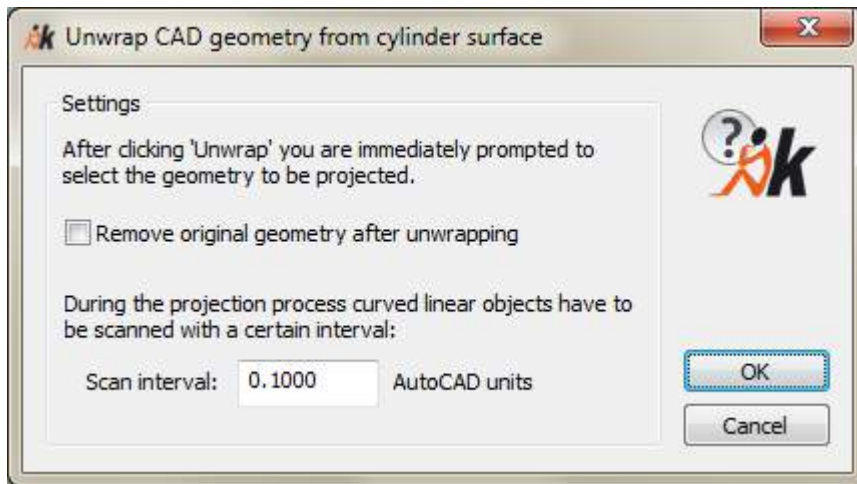 Unwrap CAD geometry from cylinder surface
Settings
After clicking 'Unwrap' you are immediately prompted to
select the geometry to be projected.
Remove original geometry after unwrapping
During the projection process curved linear objects have to
be scanned with a certain interval:
Scan interval: 0.1000 AutoCAD units
?k
OK
Cancel